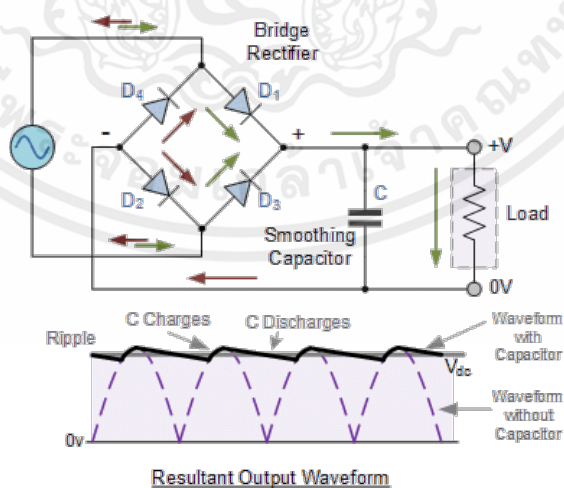 Bridge
Rectifier
D4
D1
-
+
+V
D2
D3
C
Load
Smoothing
Capacitor
0V
C Charges
C Discharges
Waveform
with
Capacitor
Ripple
Vdc
Waveform
without
Capacitor
0v
Resultant Output Waveform